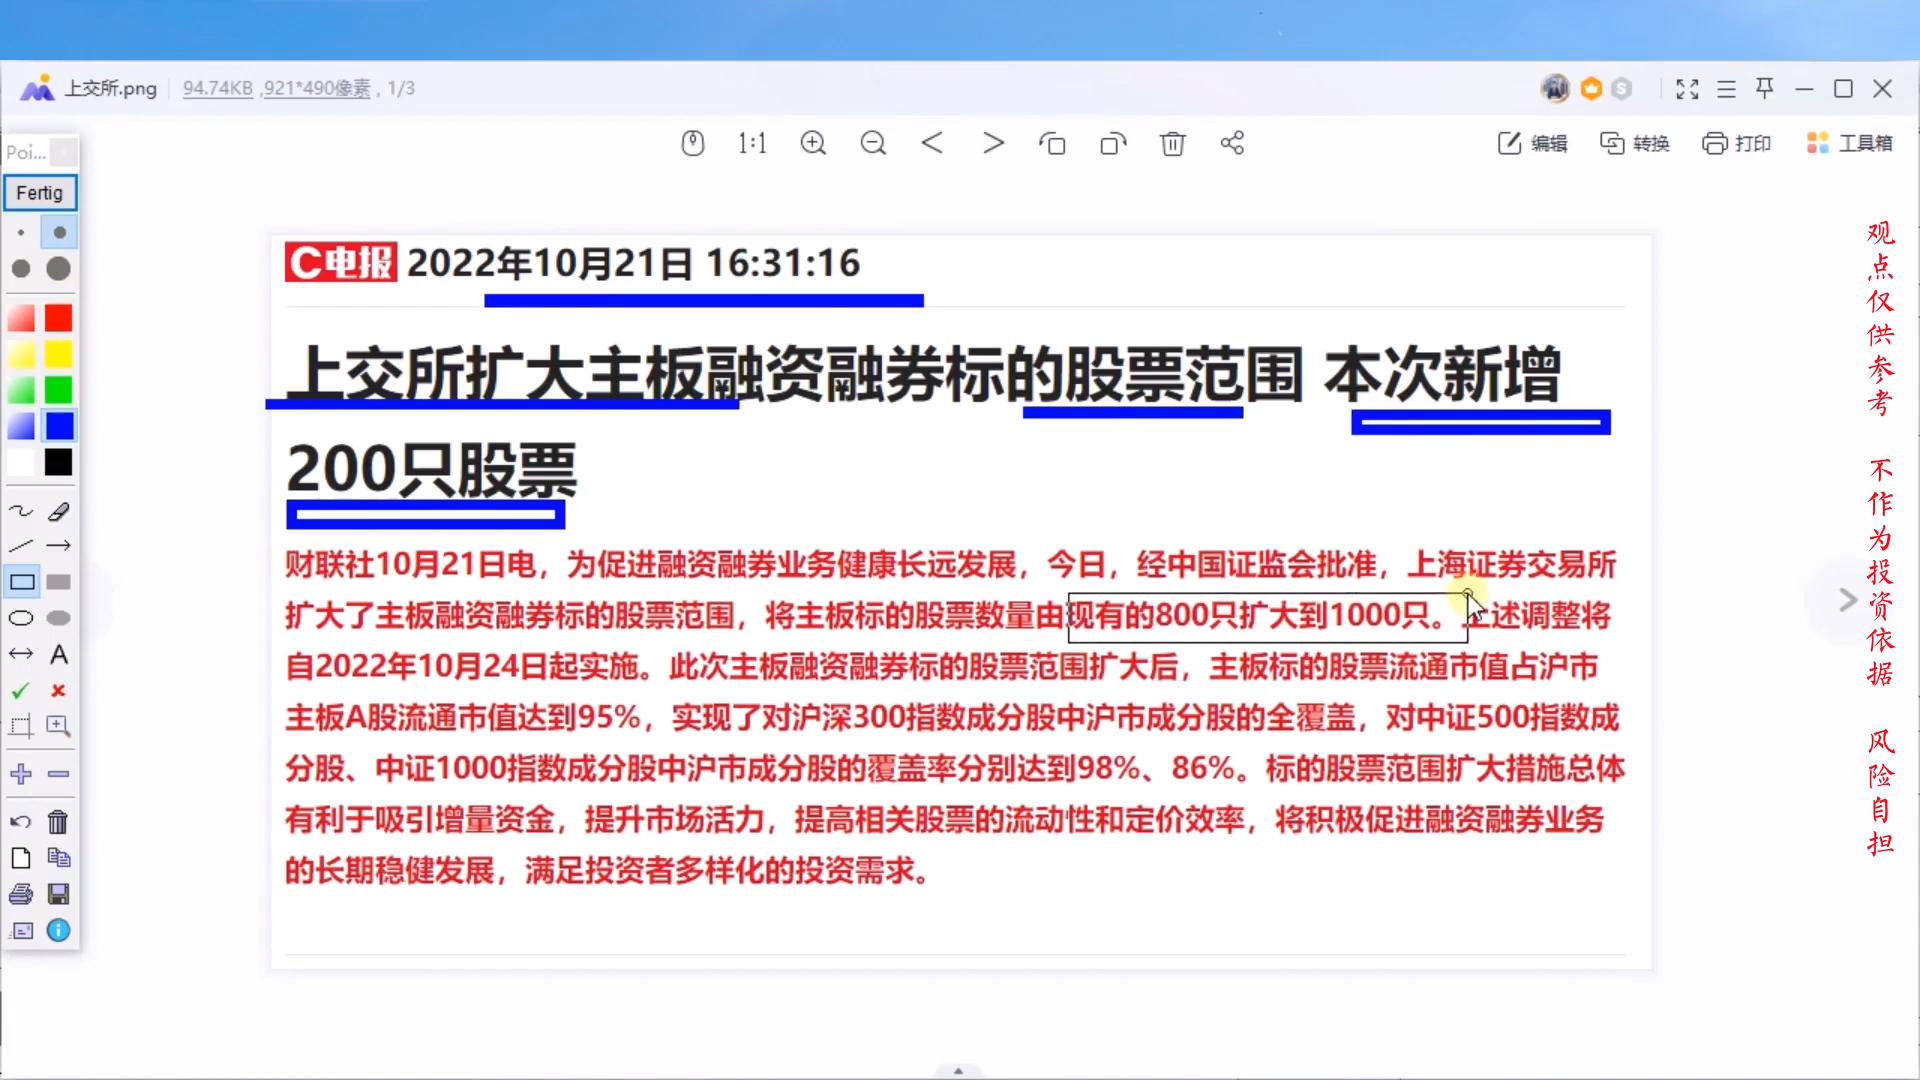 上交所.png 94.74KB ,921*490像素 , 1/3
1:1 编辑 转换 打印 工具箱
Poi...
Fertig
A
C电报 2022年10月21日 16:31:16
上交所扩大主板融资融券标的股票范围 本次新增
200只股票
财联社10月21日电，为促进融资融券业务健康长远发展，今日，经中国证监会批准，上海证券交易所
扩大了主板融资融券标的股票范围，将主板标的股票数量由现有的800只扩大到1000只。上述调整将
自2022年10月24日起实施。此次主板融资融券标的股票范围扩大后，主板标的股票流通市值占沪市
主板A股流通市值达到95%，实现了对沪深300指数成分股中沪市成分股的全覆盖，对中证500指数成
分股、中证1000指数成分股中沪市成分股的覆盖率分别达到98%、86%。标的股票范围扩大措施总体
有利于吸引增量资金，提升市场活力，提高相关股票的流动性和定价效率，将积极促进融资融券业务
的长期稳健发展，满足投资者多样化的投资需求。
观点仅供参考 不作为投资依据 风险自担